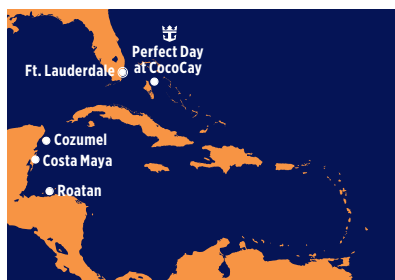 Perfect Day
at CocoCay
Ft. Lauderdale
Cozumel
Costa Maya
Roatan